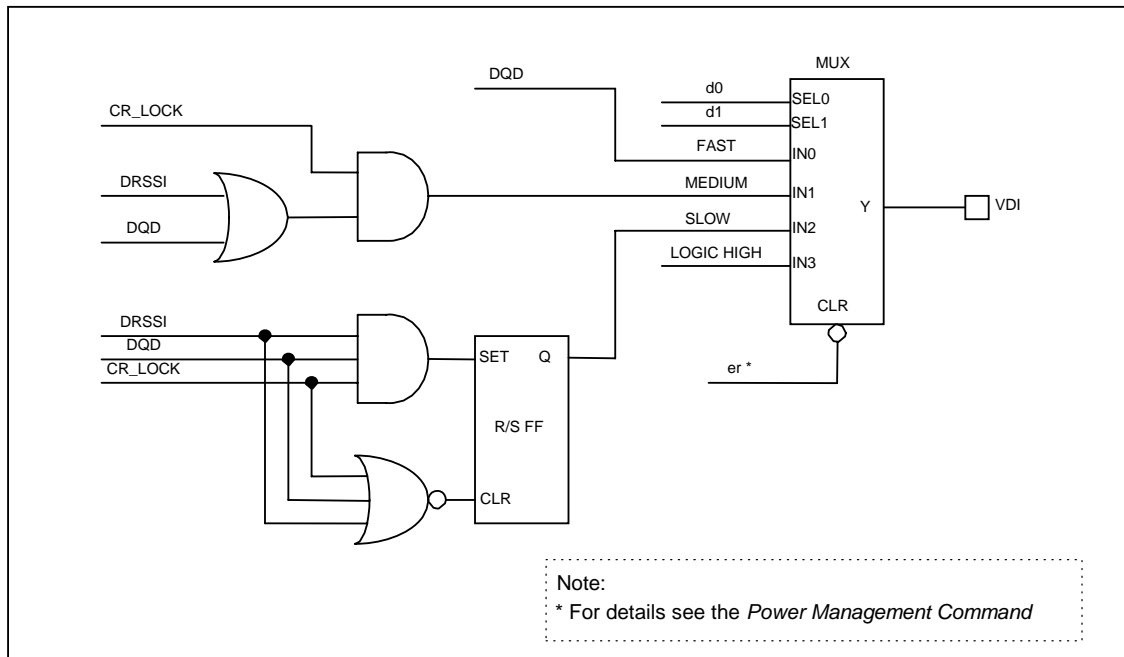 MUX
DQD
d0
SEL0
CR_LOCK
d1
SEL1
FAST
IN0
DRSSI
MEDIUM
IN1
Y
VDI
DQD
SLOW
IN2
LOGIC HIGH
IN3
CLR
DRSSI
DQD
SET
Q
CR_LOCK
er *
R/S FF
CLR
Note:
* For details see the Power Management Command